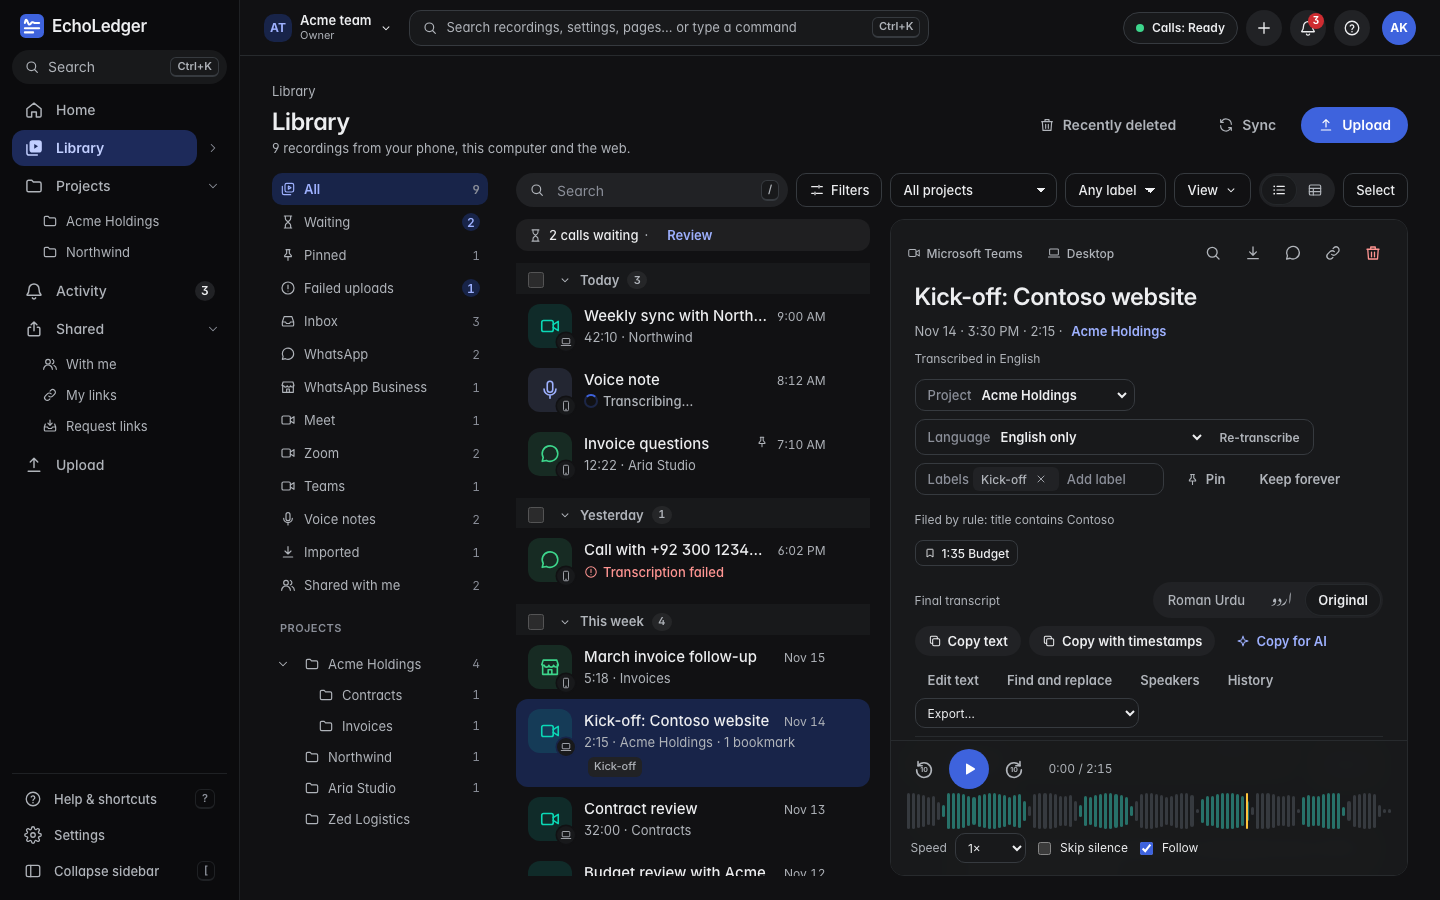 EchoLedger
Search Ctrl+K
Home
Library
Projects
Acme Holdings
Northwind
Activity 3
Shared
With me
My links
Request links
Upload
Help & shortcuts ?
Settings
Collapse sidebar [
AT Acme team
Owner
Search recordings, settings, pages... or type a command Ctrl+K
Calls: Ready
3
AK
Library
Library
9 recordings from your phone, this computer and the web.
Recently deleted
Sync
Upload
All 9
Waiting 2
Pinned 1
Failed uploads 1
Inbox 3
WhatsApp 2
WhatsApp Business 1
Meet 1
Zoom 2
Teams 1
Voice notes 2
Imported 1
Shared with me 2
PROJECTS
Acme Holdings 4
Contracts 1
Invoices 1
Northwind 1
Aria Studio 1
Zed Logistics
Search /
Filters
All projects
Any label
View
Select
2 calls waiting · Review
Today 3
Weekly sync with North... 9:00 AM
42:10 · Northwind
Voice note 8:12 AM
Transcribing...
Invoice questions 7:10 AM
12:22 · Aria Studio
Yesterday 1
Call with +92 300 1234... 6:02 PM
Transcription failed
This week 4
March invoice follow-up Nov 15
5:18 · Invoices
Kick-off: Contoso website Nov 14
2:15 · Acme Holdings · 1 bookmark
Kick-off
Contract review Nov 13
32:00 · Contracts
Budget review with Acme Nov 12
Microsoft Teams
Desktop
Kick-off: Contoso website
Nov 14 · 3:30 PM · 2:15 · Acme Holdings
Transcribed in English
Project Acme Holdings
Language English only Re-transcribe
Labels Kick-off × Add label
Pin
Keep forever
Filed by rule: title contains Contoso
1:35 Budget
Final transcript
Roman Urdu اردو Original
Copy text
Copy with timestamps
Copy for AI
Edit text Find and replace Speakers History
Export...
10
10
0:00 / 2:15
Speed 1×
Skip silence
Follow